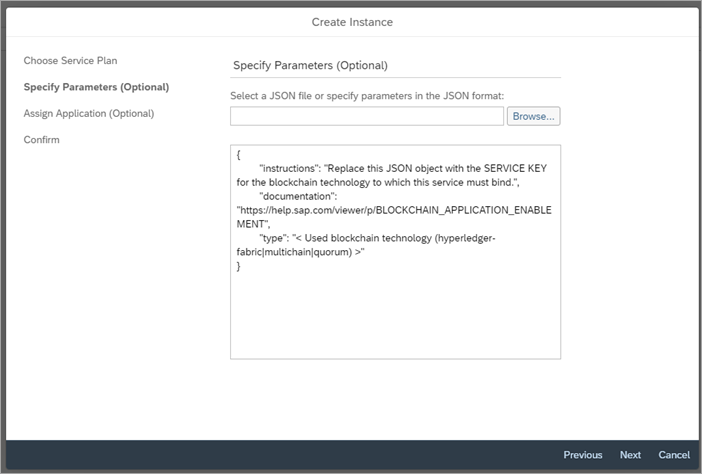 Create Instance
Choose Service Plan
Specify Parameters (Optional)
Assign Application (Optional)
Confirm
Specify Parameters (Optional)
Select a JSON file or specify parameters in the JSON format:
Browse...
{
"instructions": "Replace this JSON object with the SERVICE KEY
for the blockchain technology to which this service must bind.",
"documentation":
"https://help.sap.com/viewer/p/BLOCKCHAIN_APPLICATION_ENABLE
MENT",
"type": "< Used blockchain technology (hyperledger-
fabric|multichain|quorum) >"
}
Previous Next Cancel